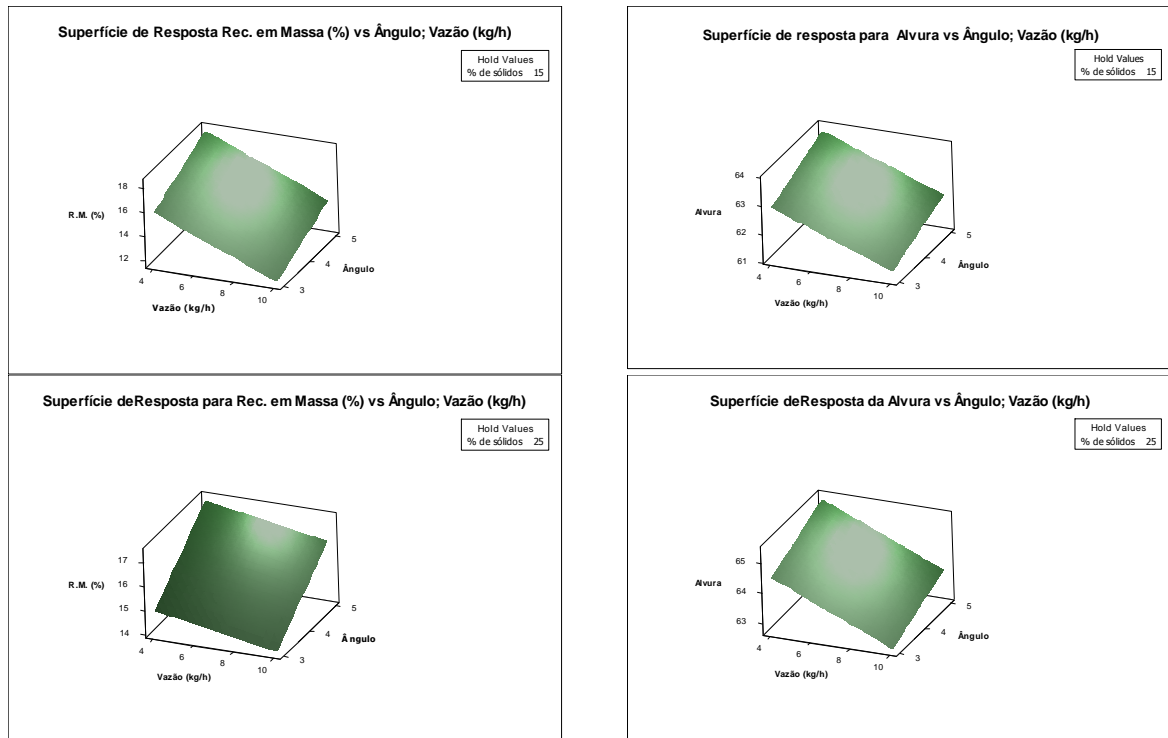 Superfície de Resposta Rec. em Massa (%) vs Ângulo; Vazão (kg/h)
Hold Values
% de sólidos 15
18
16
14
12
R.M. (%)
4
6
8
10
Vazão (kg/h)
3
4
5
Ângulo
Superfície de resposta para Alvura vs Ângulo; Vazão (kg/h)
Hold Values
% de sólidos 15
64
63
62
61
Alvura
4
6
8
10
Vazão (kg/h)
3
4
5
Ângulo
Superfície deResposta para Rec. em Massa (%) vs Ângulo; Vazão (kg/h)
Hold Values
% de sólidos 25
17
16
15
14
R.M. (%)
4
6
8
10
Vazão (kg/h)
3
4
5
Ângulo
Superfície deResposta da Alvura vs Ângulo; Vazão (kg/h)
Hold Values
% de sólidos 25
65
64
63
Alvura
4
6
8
10
Vazão (kg/h)
3
4
5
Ângulo